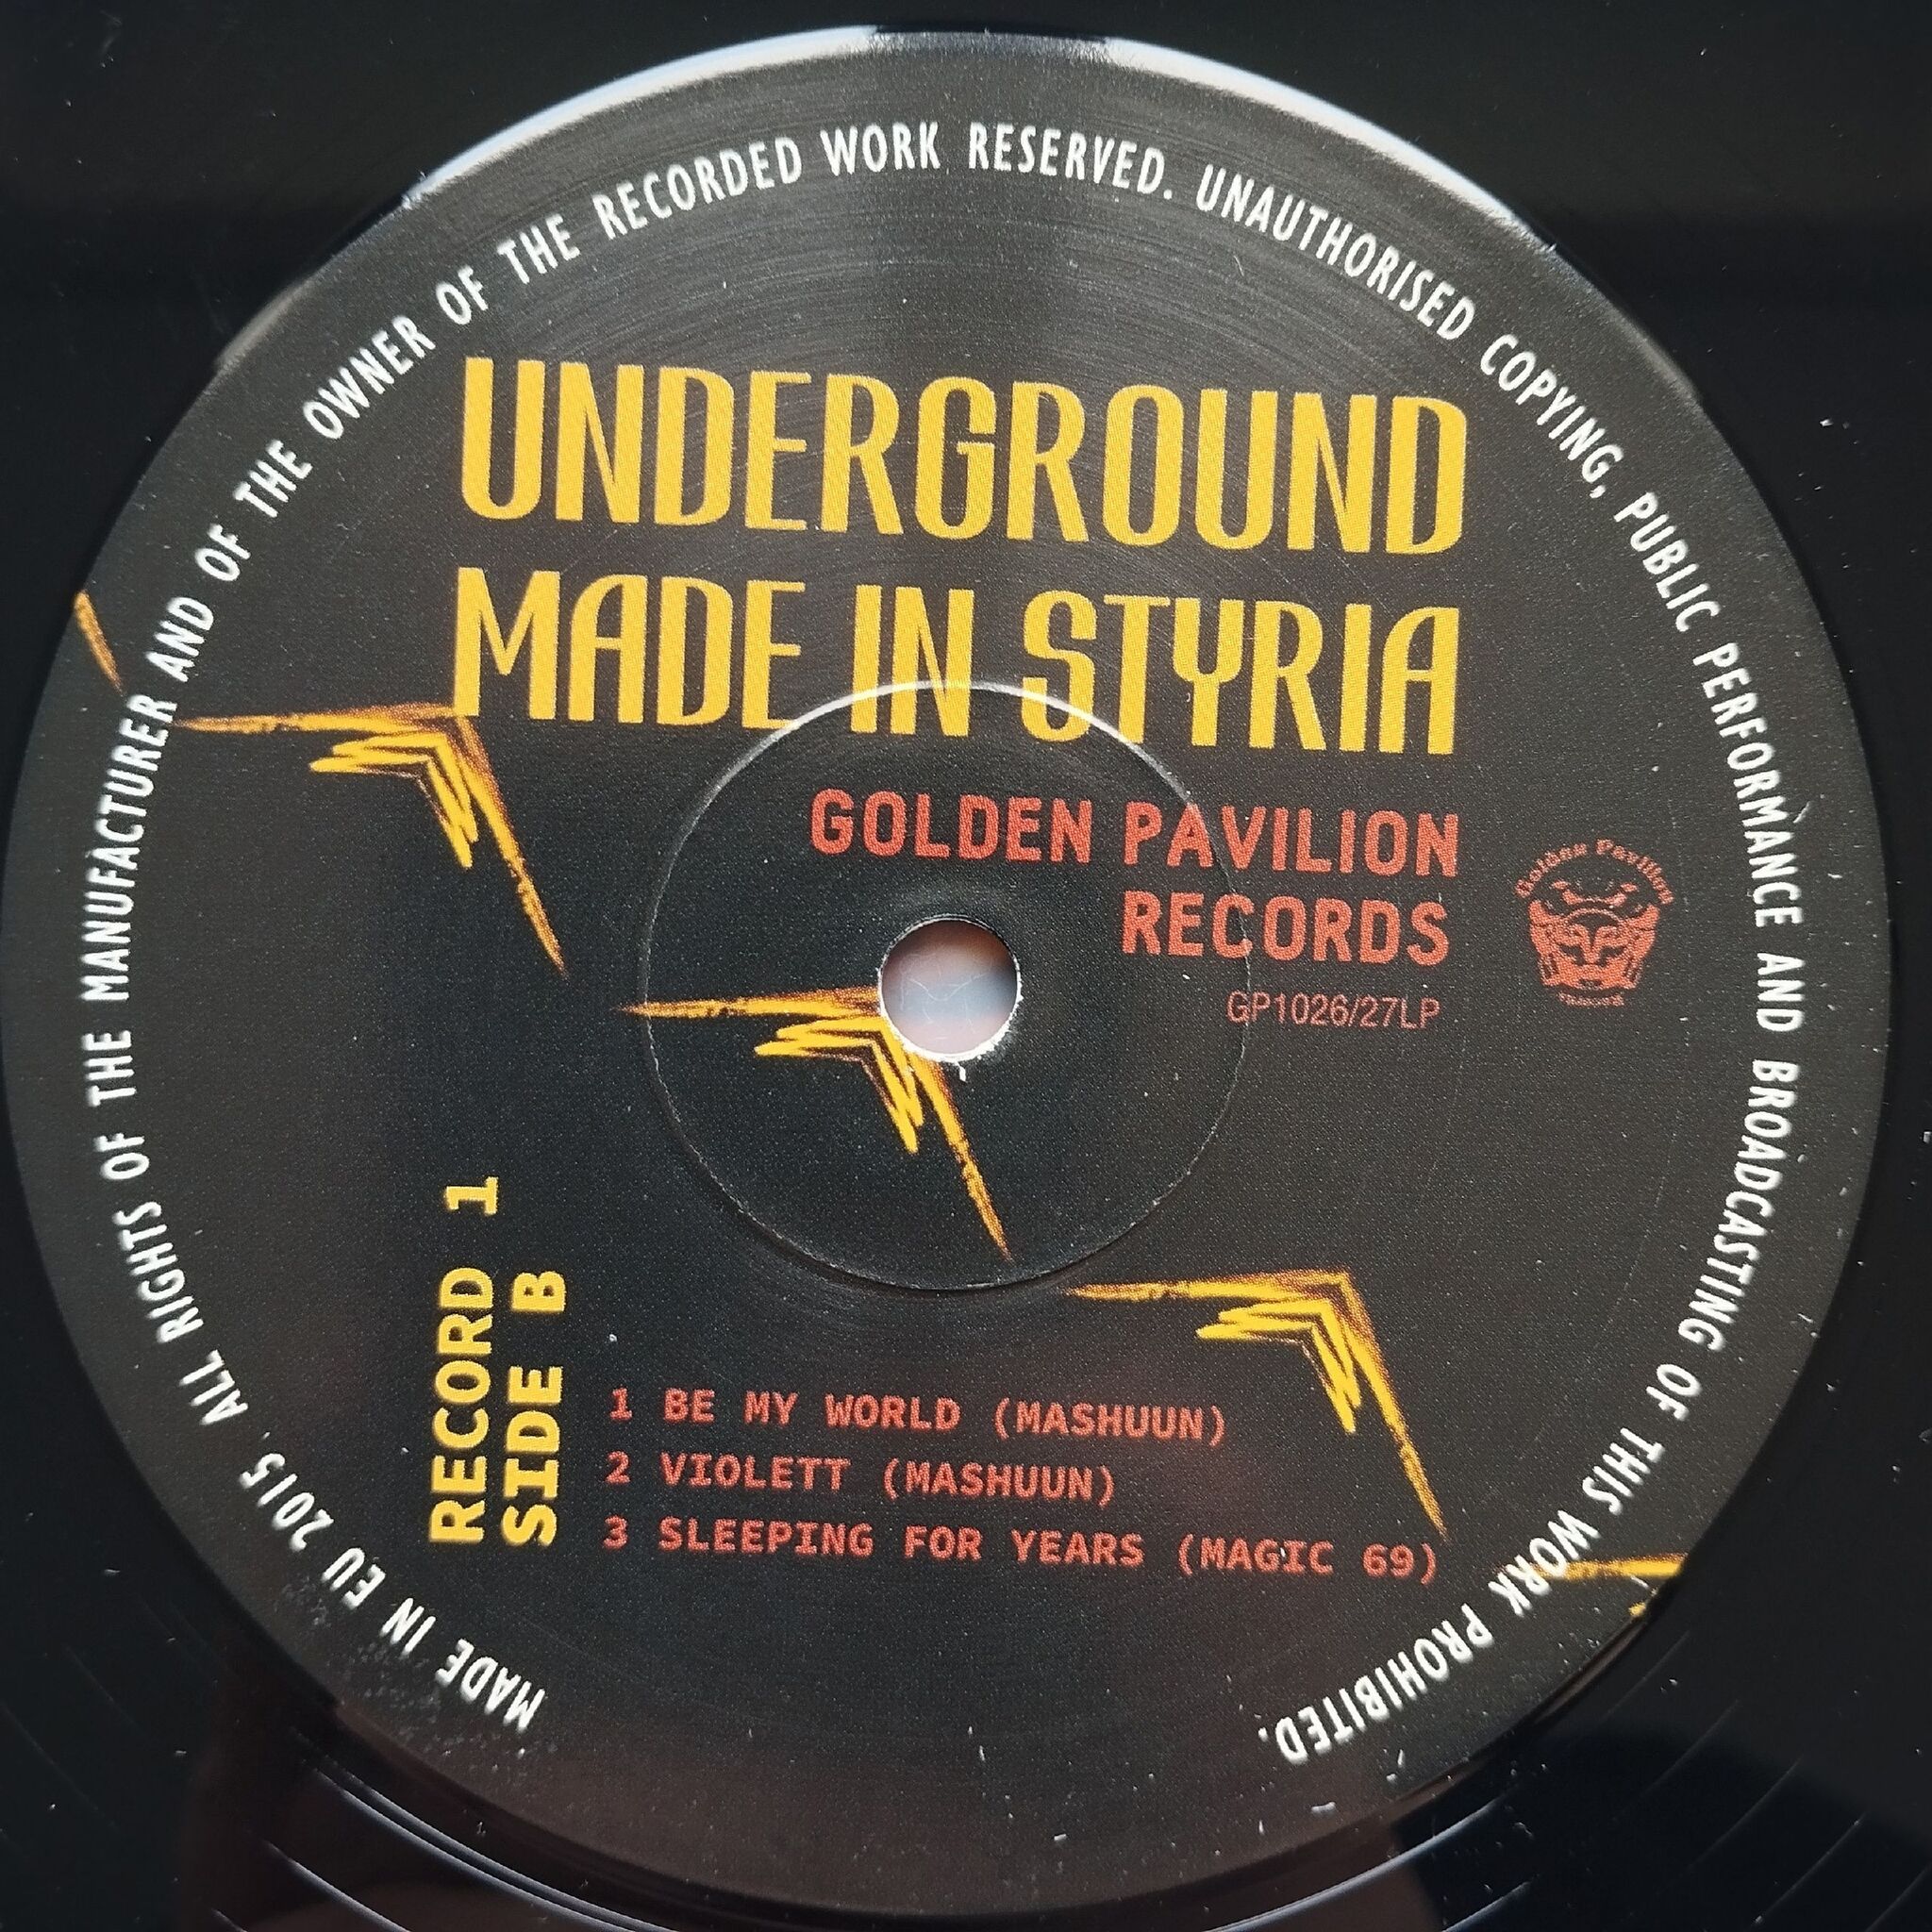 MADE IN EU 2015. ALL RIGHTS OF THE MANUFACTURER AND OF THE OWNER OF THE RECORDED WORK RESERVED. UNAUTHORISED COPYING, PUBLIC PERFORMANCE AND BROADCASTING OF THIS WORK PROHIBITED.
UNDERGROUND
MADE IN STYRIA
GOLDEN PAVILION
RECORDS
Golden Pavilion
GP1026/27LP
RECORD 1
SIDE B
1 BE MY WORLD (MASHUUN)
2 VIOLETT (MASHUUN)
3 SLEEPING FOR YEARS (MAGIC 69)